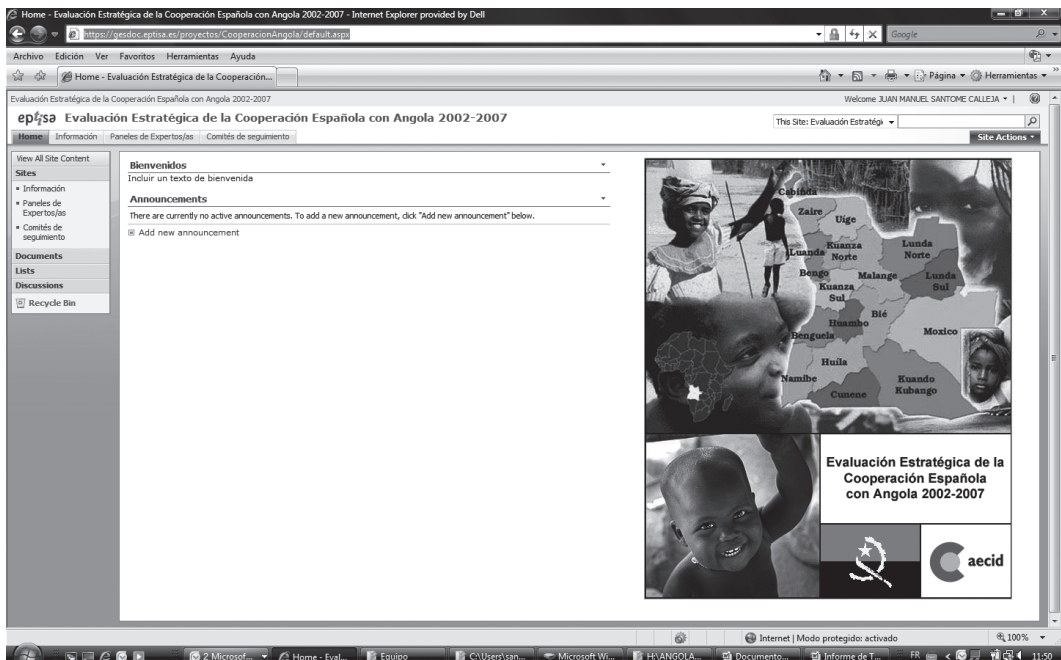 Home - Evaluación Estratégica de la Cooperación Española con Angola 2002-2007 - Internet Explorer provided by Dell
https://gesdoc.eptisa.es/proyectos/CooperacionAngola/default.aspx
Google
Archivo Edición Ver Favoritos Herramientas Ayuda
Home - Evaluación Estratégica de la Cooperación...
Página Herramientas
Evaluación Estratégica de la Cooperación Española con Angola 2002-2007
Welcome JUAN MANUEL SANTOME CALLEJA
eptisa Evaluación Estratégica de la Cooperación Española con Angola 2002-2007
This Site: Evaluación Estratégi
Home Información Paneles de Expertos/as Comités de seguimiento
Site Actions
View All Site Content
Sites
Información
Paneles de
Expertos/as
Comités de
seguimiento
Documents
Lists
Discussions
Recycle Bin
Bienvenidos
Incluir un texto de bienvenida
Announcements
There are currently no active announcements. To add a new announcement, click "Add new announcement" below.
Add new announcement
Cabinda
Zaire
Uíge
Luanda
Kuanza
Norte
Lunda
Norte
Bengo
Malange
Lunda
Sul
Kuanza
Sul
Bié
Huambo
Moxico
Benguela
Huíla
Namibe
Kuando
Kubango
Cunene
Evaluación Estratégica de la
Cooperación Española
con Angola 2002-2007
aecid
Internet | Modo protegido: activado
100%
2 Microsof... Home - Eval... Equipo C:\Users\san... Microsoft Wi... H:\ANGOLA... Documento... Informe de T... FR 11:50